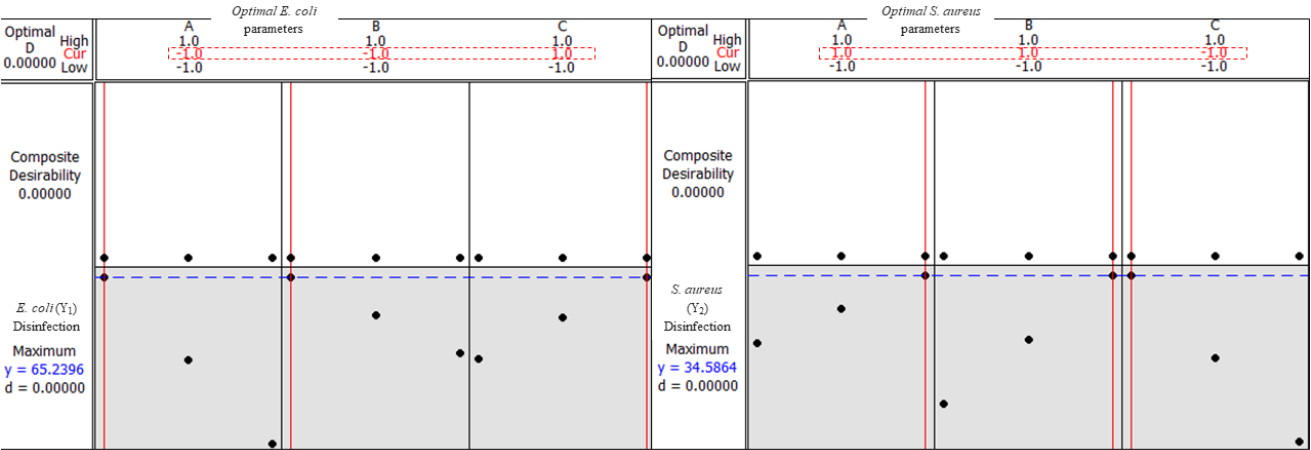 Optimal E. coli
parameters
Optimal
D
0.00000
High
Cur
Low
A
1.0
-1.0
-1.0
B
1.0
-1.0
-1.0
C
1.0
1.0
-1.0
Composite
Desirability
0.00000
E. coli (Y1)
Disinfection
Maximum
y = 65.2396
d = 0.00000
Optimal S. aureus
parameters
Optimal
D
0.00000
High
Cur
Low
A
1.0
1.0
-1.0
B
1.0
1.0
-1.0
C
1.0
-1.0
-1.0
Composite
Desirability
0.00000
S. aureus
(Y2)
Disinfection
Maximum
y = 34.5864
d = 0.00000